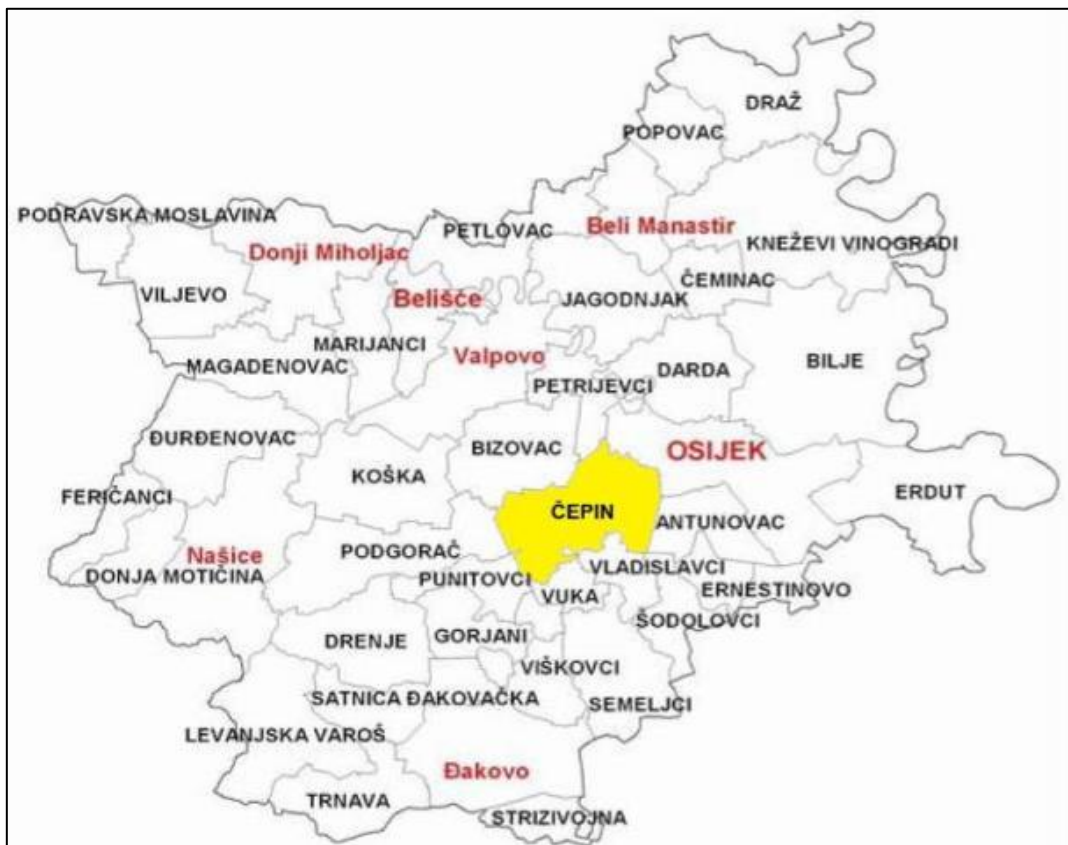 DRAŽ
POPOVAC
PODRAVSKA MOSLAVINA
PETLOVAC
Beli Manastir
KNEŽEVI VINOGRADI
Donji Miholjac
ČEMINAC
VILJEVO
Belišće
JAGODNJAK
MARIJANCI
MAGADENOVAC
Valpovo
PETRIJEVCI
DARDA
BILJE
ĐURĐENOVAC
BIZOVAC
OSIJEK
KOŠKA
FERIČANCI
ERDUT
ČEPIN
ANTUNOVAC
Našice
PODGORAČ
DONJA MOTIČINA
PUNITOVCI
VLADISLAVCI
VUKA
ERNESTINOVO
ŠODOLOVCI
DRENJE
GORJANI
VIŠKOVCI
SATNICA ĐAKOVAČKA
SEMELJCI
LEVANJSKA VAROŠ
Đakovo
TRNAVA
STRIZIVOJNA